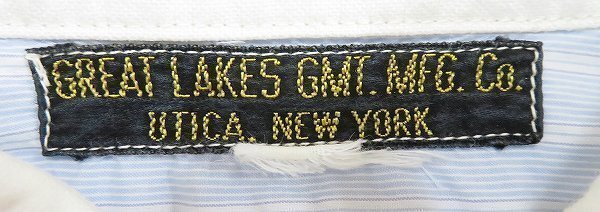 GREAT LAKES GMT. MFG. Co.
UTICA. NEW YORK